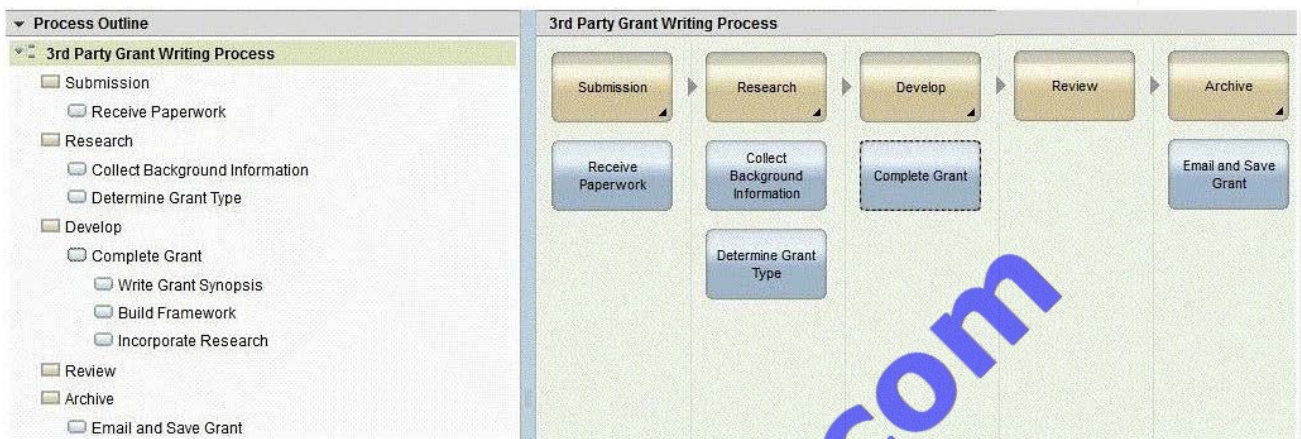 Process Outline
3rd Party Grant Writing Process
Submission
Receive Paperwork
Research
Collect Background Information
Determine Grant Type
Develop
Complete Grant
Write Grant Synopsis
Build Framework
Incorporate Research
Review
Archive
Email and Save Grant
3rd Party Grant Writing Process
Submission
Research
Develop
Review
Archive
Receive
Paperwork
Collect
Background
Information
Complete Grant
Email and Save
Grant
Determine Grant
Type
com